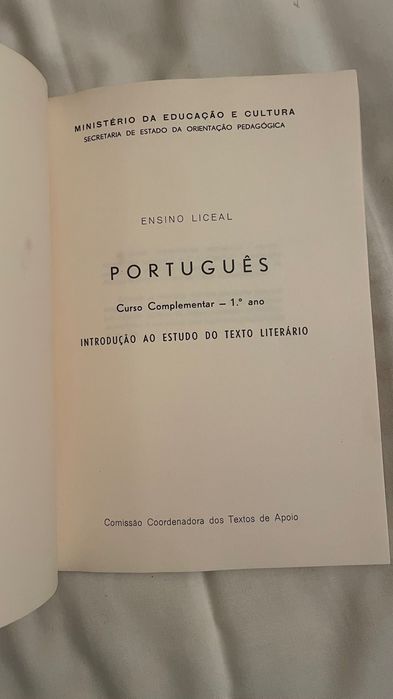 MINISTÉRIO DA EDUCAÇÃO E CULTURA
SECRETARIA DE ESTADO DA ORIENTAÇÃO PEDAGÓGICA
ENSINO LICEAL
PORTUGUÊS
Curso Complementar — 1.º ano
INTRODUÇÃO AO ESTUDO DO TEXTO LITERÁRIO
Comissão Coordenadora dos Textos de Apoio